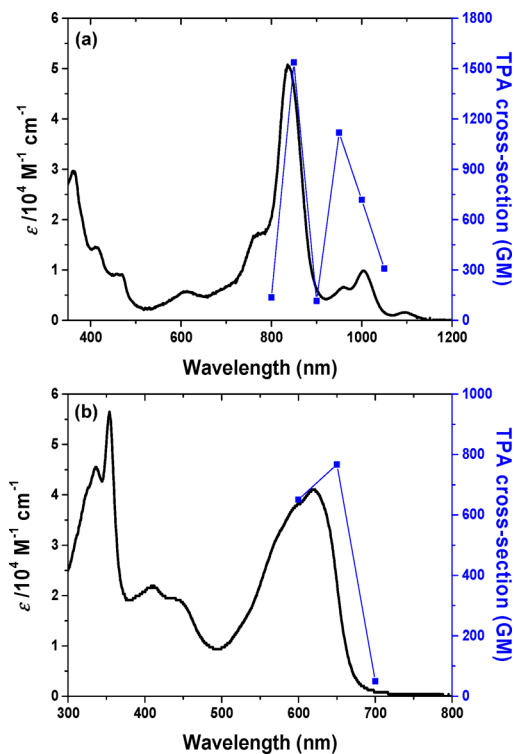 (a)
6
5
4
3
2
1
0
ε /10⁴ M⁻¹ cm⁻¹
1800
1500
1200
900
600
300
0
TPA cross-section (GM)
400 600 800 1000 1200
Wavelength (nm)
(b)
6
5
4
3
2
1
0
ε /10⁴ M⁻¹ cm⁻¹
1000
800
600
400
200
0
TPA cross-section (GM)
300 400 500 600 700 800
Wavelength (nm)